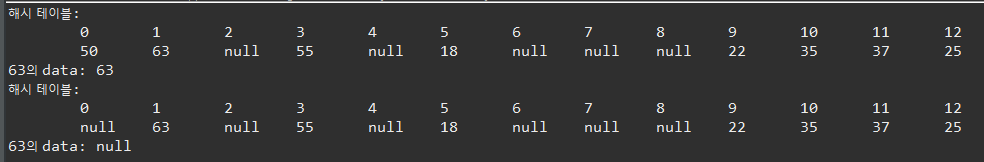 해시 테이블:
0 1 2 3 4 5 6 7 8 9 10 11 12
50 63 null 55 null 18 null null null 22 35 37 25
63의 data: 63
해시 테이블:
0 1 2 3 4 5 6 7 8 9 10 11 12
null 63 null 55 null 18 null null null 22 35 37 25
63의 data: null